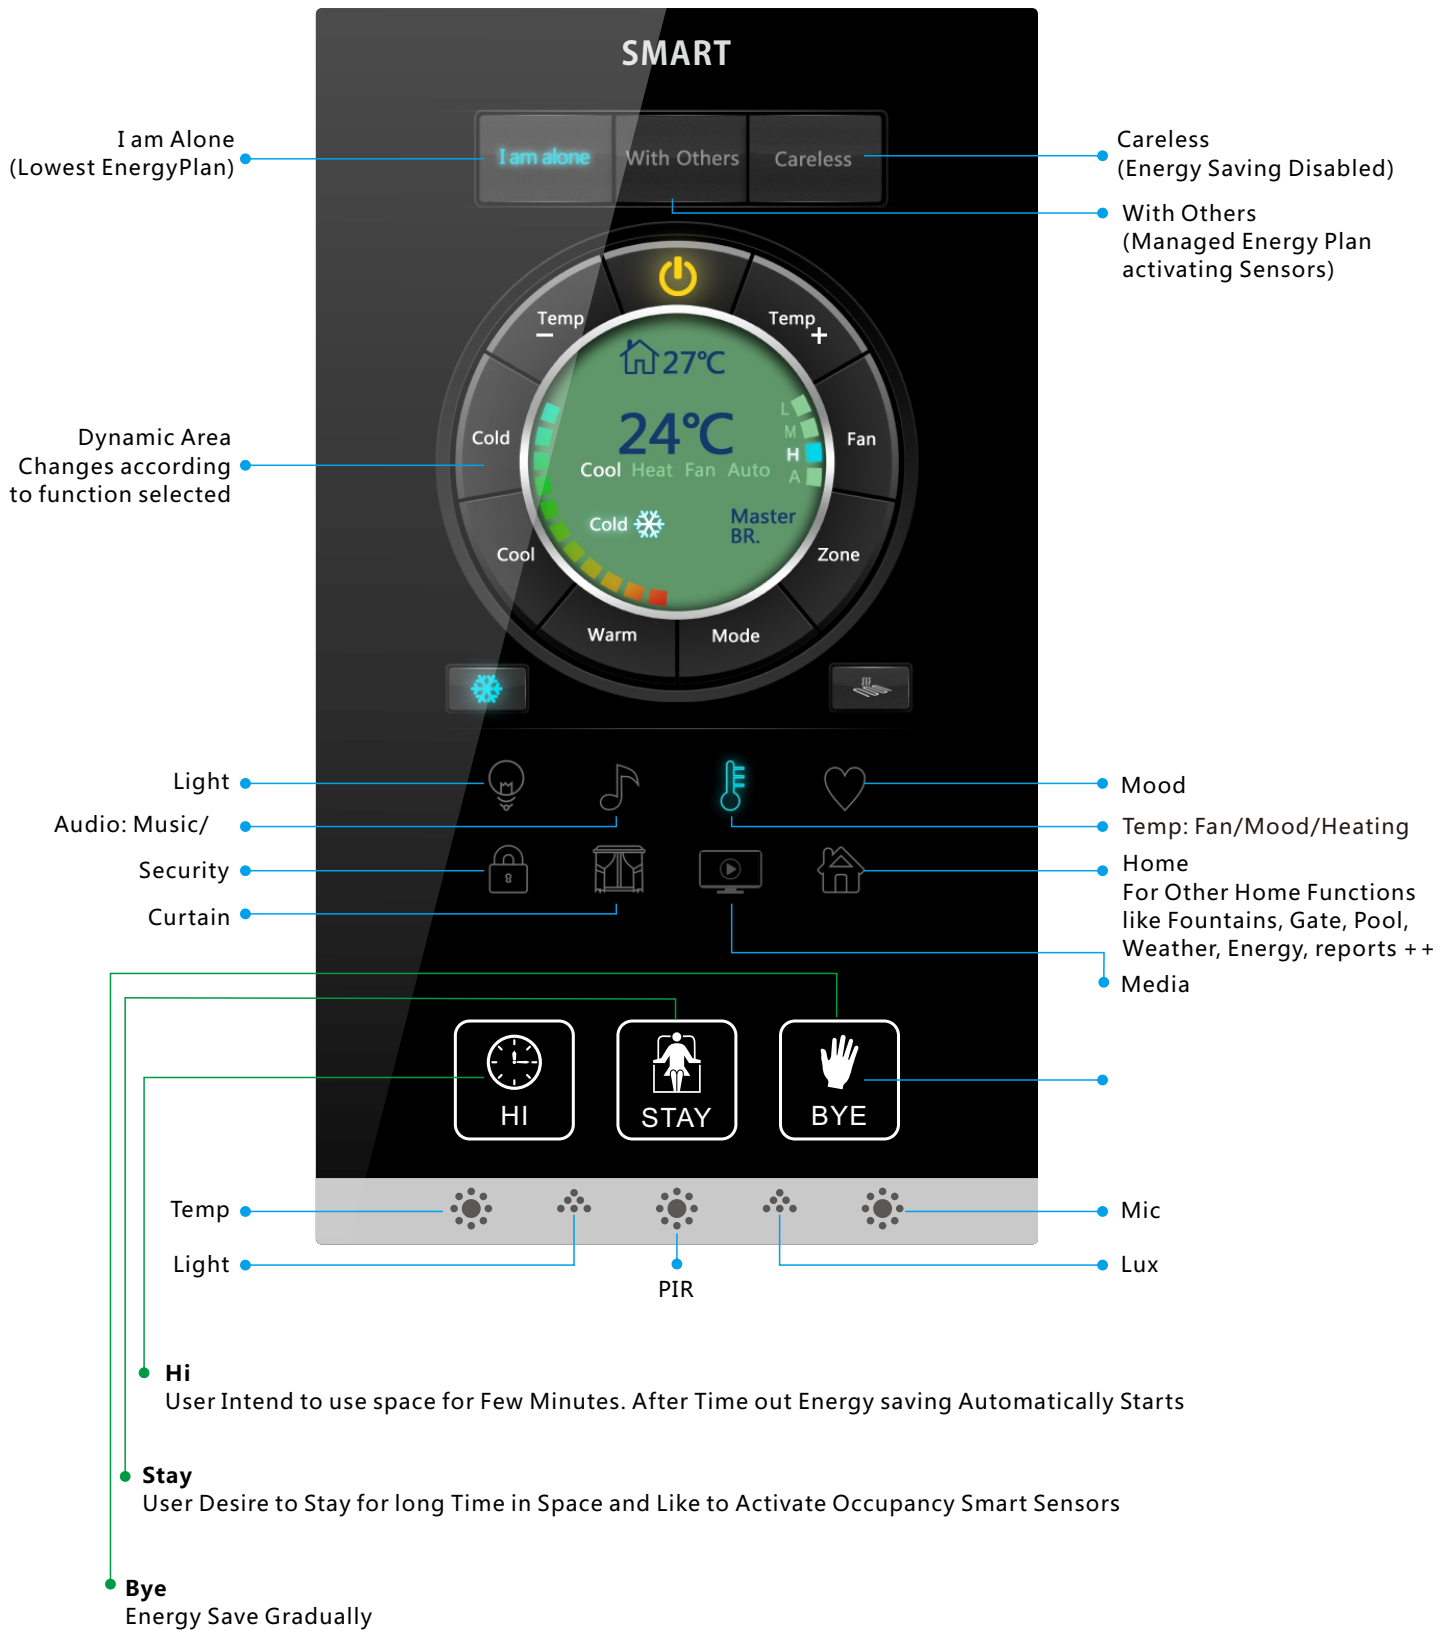 SMART
I am Alone
(Lowest EnergyPlan)
I am alone
With Others
Careless
Careless
(Energy Saving Disabled)
With Others
(Managed Energy Plan
activating Sensors)
Temp
−
Temp
+
27℃
24℃
L
M
H
A
Cool Heat Fan Auto
Cold
Master
BR.
Cold
Fan
Cool
Zone
Warm
Mode
Dynamic Area
Changes according
to function selected
Light
Audio: Music/
Security
Curtain
Mood
Temp: Fan/Mood/Heating
Home
For Other Home Functions
like Fountains, Gate, Pool,
Weather, Energy, reports ++
Media
HI
STAY
BYE
Temp
Light
PIR
Mic
Lux
Hi
User Intend to use space for Few Minutes. After Time out Energy saving Automatically Starts
Stay
User Desire to Stay for long Time in Space and Like to Activate Occupancy Smart Sensors
Bye
Energy Save Gradually